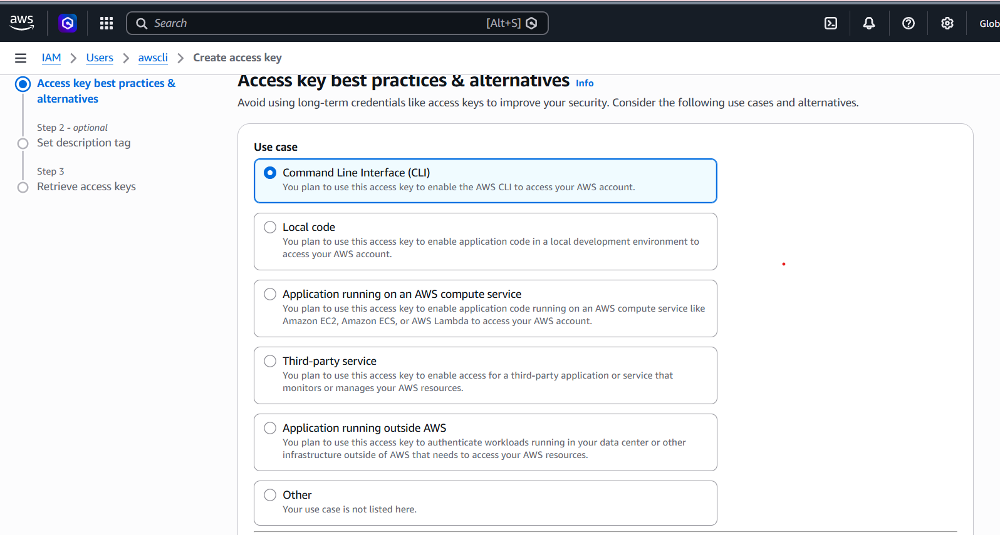 aws
Search
[Alt+S]
Glob
IAM
Users
awscli
Create access key
Access key best practices &
alternatives
Step 2 - optional
Set description tag
Step 3
Retrieve access keys
Access key best practices & alternatives Info
Avoid using long-term credentials like access keys to improve your security. Consider the following use cases and alternatives.
Use case
Command Line Interface (CLI)
You plan to use this access key to enable the AWS CLI to access your AWS account.
Local code
You plan to use this access key to enable application code in a local development environment to
access your AWS account.
Application running on an AWS compute service
You plan to use this access key to enable application code running on an AWS compute service like
Amazon EC2, Amazon ECS, or AWS Lambda to access your AWS account.
Third-party service
You plan to use this access key to enable access for a third-party application or service that
monitors or manages your AWS resources.
Application running outside AWS
You plan to use this access key to authenticate workloads running in your data center or other
infrastructure outside of AWS that needs to access your AWS resources.
Other
Your use case is not listed here.